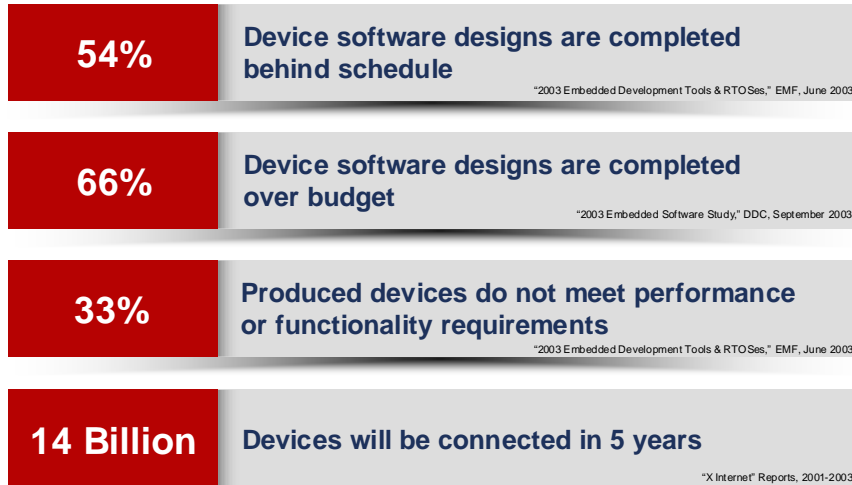 54%
Device software designs are completed
behind schedule
“2003 Embedded Development Tools & RTOSes,” EMF, June 2003
66%
Device software designs are completed
over budget
“2003 Embedded Software Study,” DDC, September 2003
33%
Produced devices do not meet performance
or functionality requirements
“2003 Embedded Development Tools & RTOSes,” EMF, June 2003
14 Billion
Devices will be connected in 5 years
“X Internet” Reports, 2001-2003